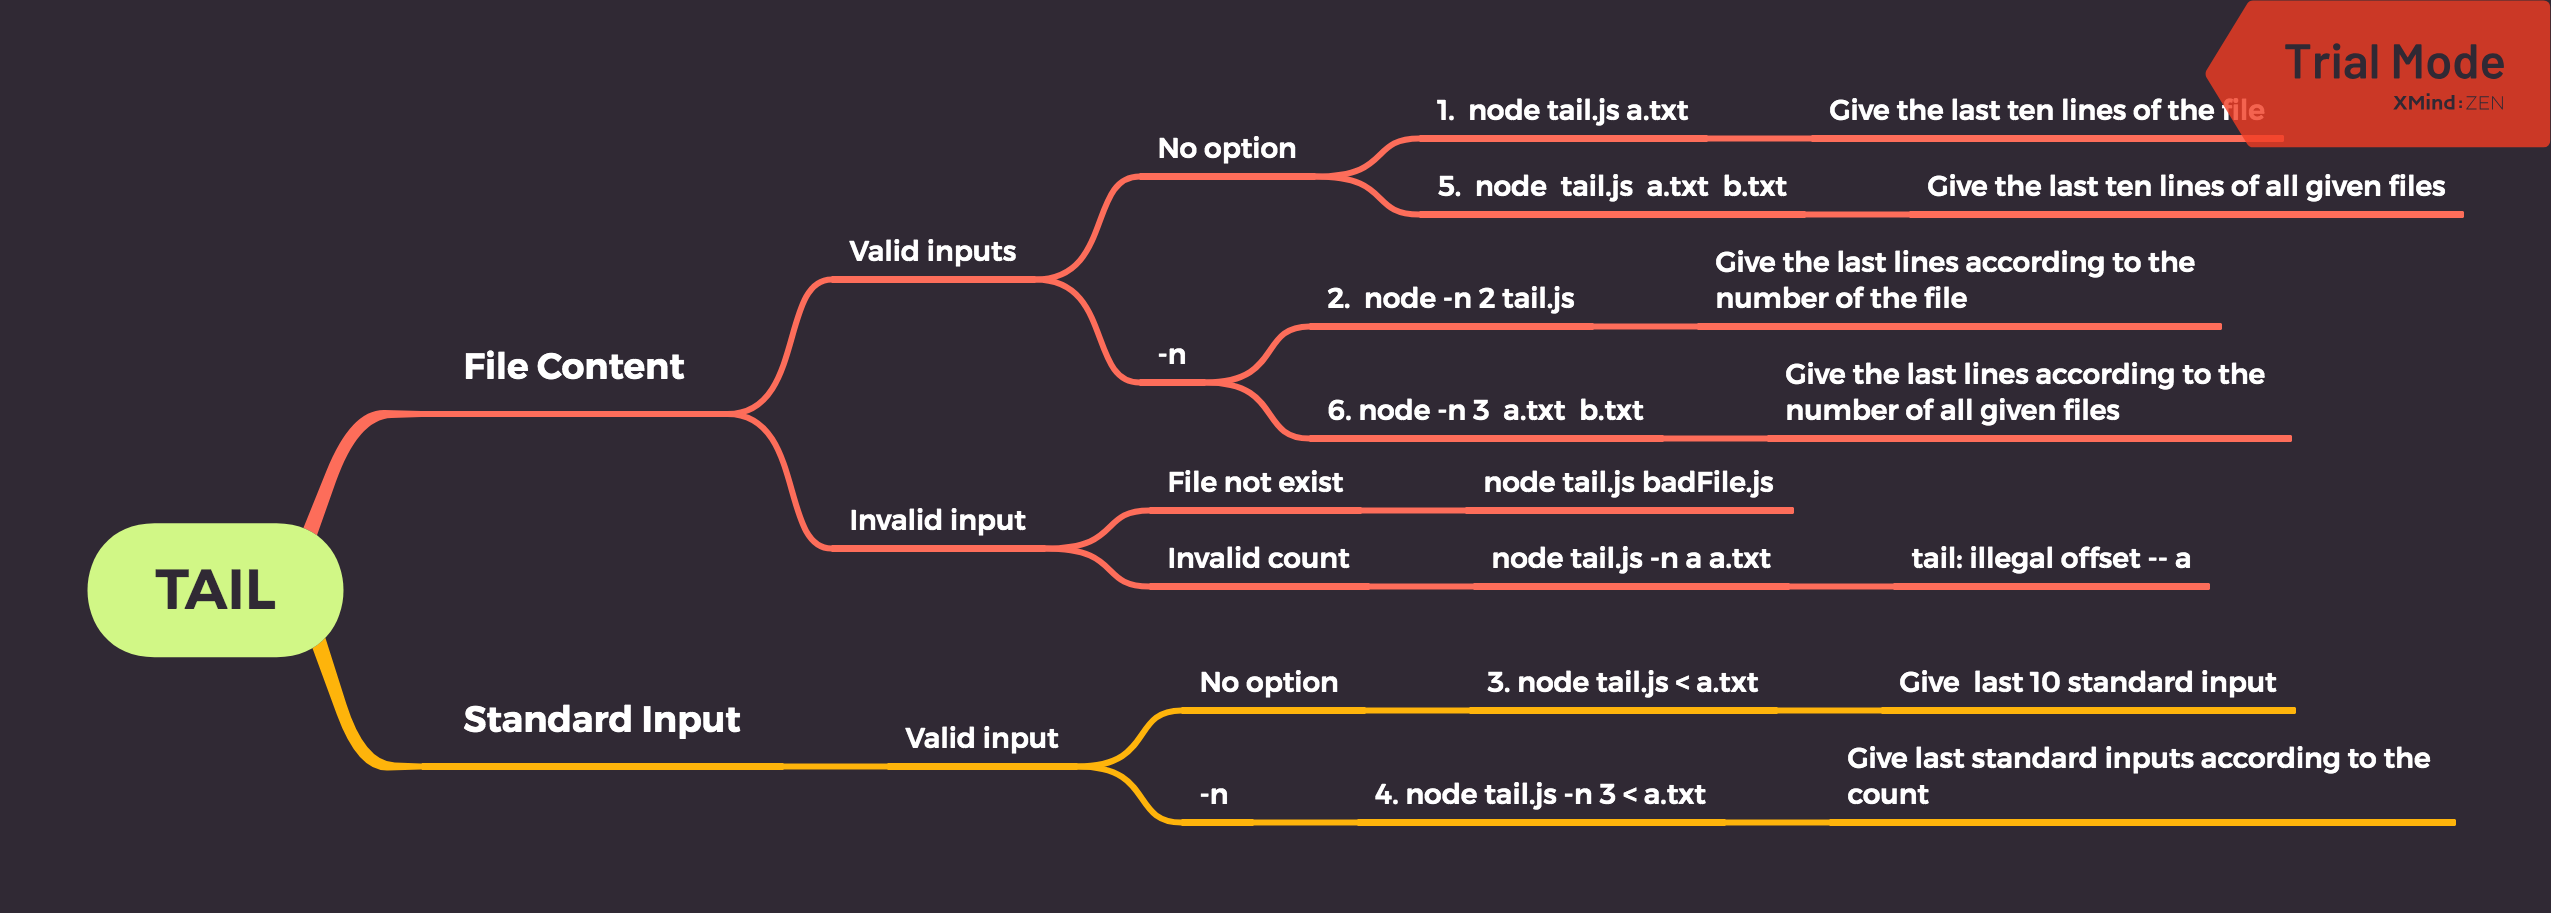 Trial Mode
XMind:ZEN
1. node tail.js a.txt
Give the last ten lines of the file
No option
5. node tail.js a.txt b.txt
Give the last ten lines of all given files
Valid inputs
2. node -n 2 tail.js
Give the last lines according to the
number of the file
-n
6. node -n 3 a.txt b.txt
Give the last lines according to the
number of all given files
File Content
File not exist
node tail.js badFile.js
Invalid input
Invalid count
node tail.js -n a a.txt
tail: illegal offset -- a
TAIL
Standard Input
Valid input
No option
3. node tail.js < a.txt
Give last 10 standard input
-n
4. node tail.js -n 3 < a.txt
Give last standard inputs according to the
count